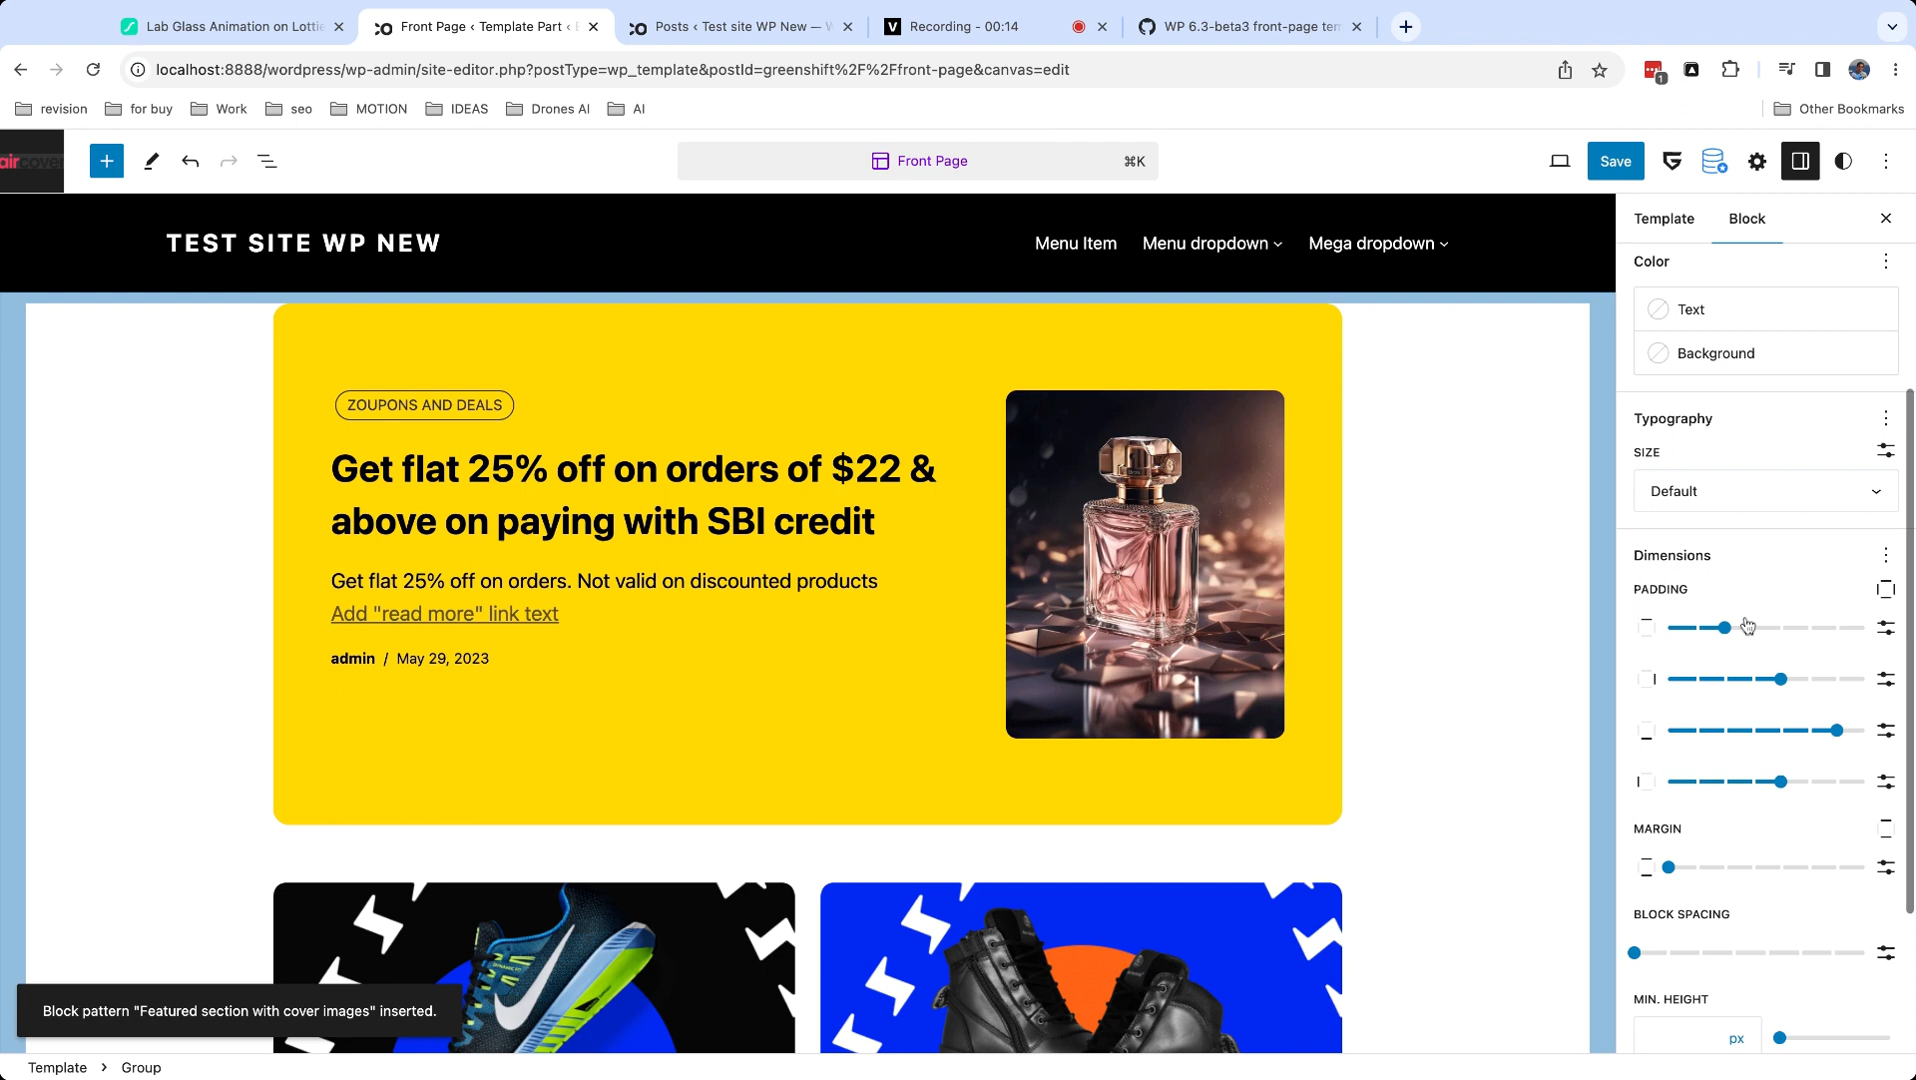 Lab Glass Animation on Lottie
Front Page ‹ Template Part ‹
Posts ‹ Test site WP New —
Recording - 00:14
WP 6.3-beta3 front-page tem
localhost:8888/wordpress/wp-admin/site-editor.php?postType=wp_template&postId=greenshift%2F%2Ffront-page&canvas=edit
1
revision
for buy
Work
seo
MOTION
IDEAS
Drones AI
AI
Other Bookmarks
aircover
Front Page
⌘K
Save
TEST SITE WP NEW
Menu Item
Menu dropdown
Mega dropdown
Template
Block
Color
Text
Background
Typography
SIZE
Default
Dimensions
PADDING
MARGIN
BLOCK SPACING
MIN. HEIGHT
px
ZOUPONS AND DEALS
Get flat 25% off on orders of $22 &
above on paying with SBI credit
Get flat 25% off on orders. Not valid on discounted products
Add "read more" link text
admin / May 29, 2023
Block pattern "Featured section with cover images" inserted.
Template › Group